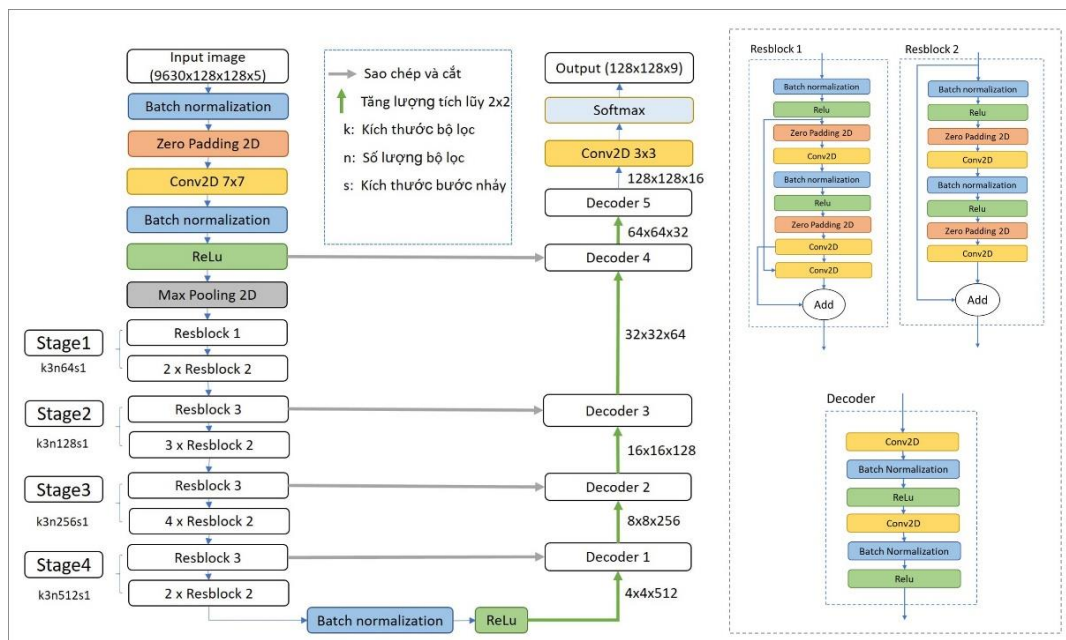 Input image
(9630x128x128x5)
Batch normalization
Zero Padding 2D
Conv2D 7x7
Batch normalization
ReLu
Max Pooling 2D
Stage1
k3n64s1
Resblock 1
2 x Resblock 2
Stage2
k3n128s1
Resblock 3
3 x Resblock 2
Stage3
k3n256s1
Resblock 3
4 x Resblock 2
Stage4
k3n512s1
Resblock 3
2 x Resblock 2
Batch normalization
ReLu
Sao chép và cắt
Tăng lượng tích lũy 2x2
k: Kích thước bộ lọc
n: Số lượng bộ lọc
s: Kích thước bước nhảy
Output (128x128x9)
Softmax
Conv2D 3x3
128x128x16
Decoder 5
64x64x32
Decoder 4
32x32x64
Decoder 3
16x16x128
Decoder 2
8x8x256
Decoder 1
4x4x512
Resblock 1
Batch normalization
Relu
Zero Padding 2D
Conv2D
Batch normalization
Relu
Zero Padding 2D
Conv2D
Conv2D
Add
Resblock 2
Batch normalization
Relu
Zero Padding 2D
Conv2D
Batch normalization
Relu
Zero Padding 2D
Conv2D
Add
Decoder
Conv2D
Batch Normalization
ReLu
Conv2D
Batch Normalization
Relu